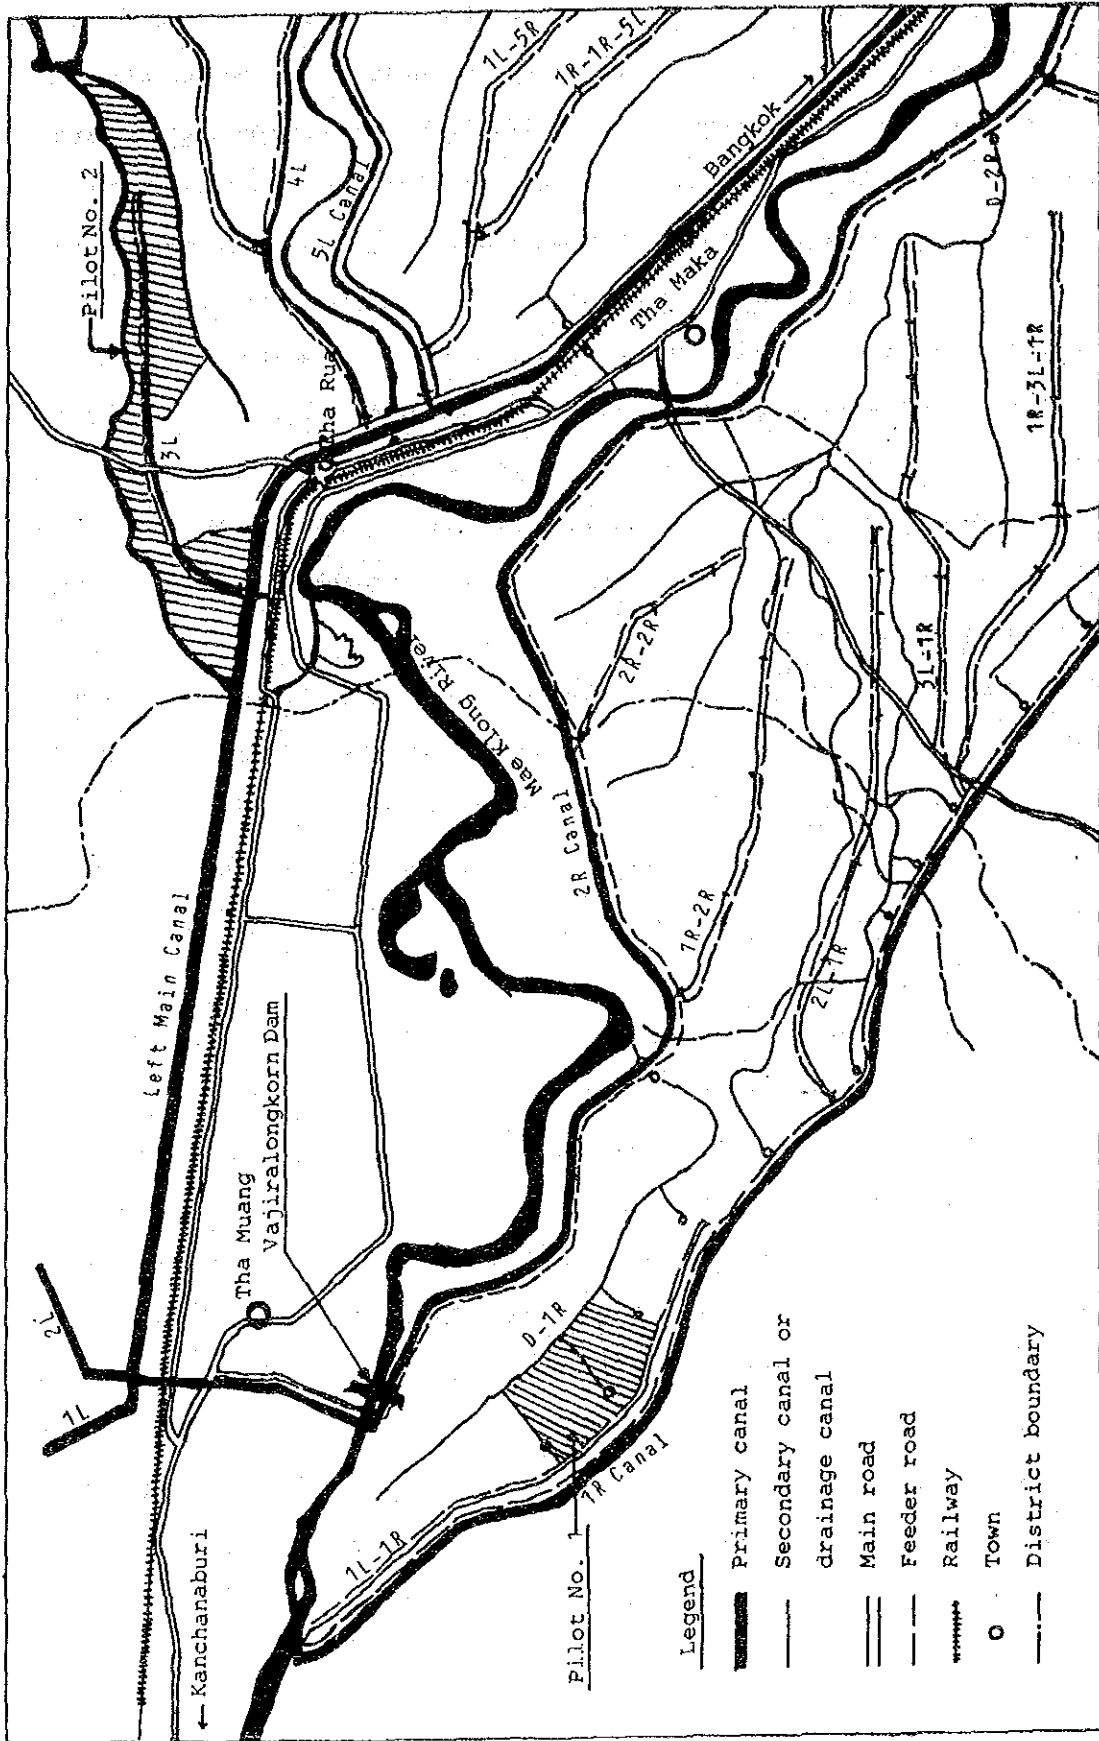 Pilot No. 2
3L
4L
5L Canal
1L-5R
1R-1R-5L
Bangkok
Tha Maka
Tha Rua
D-2R
1R-3L-1R
3L-1R
2R-2R
Mae Klong River
2R Canal
1R-2R
2L-1R
Left Main Canal
Vajiralongkorn Dam
Tha Muang
2L
1L
← Kanchanaburi
D-1R
1R Canal
1L-1R
Pilot No. 1
Legend
Primary canal
Secondary canal or
drainage canal
Main road
Feeder road
Railway
Town
District boundary